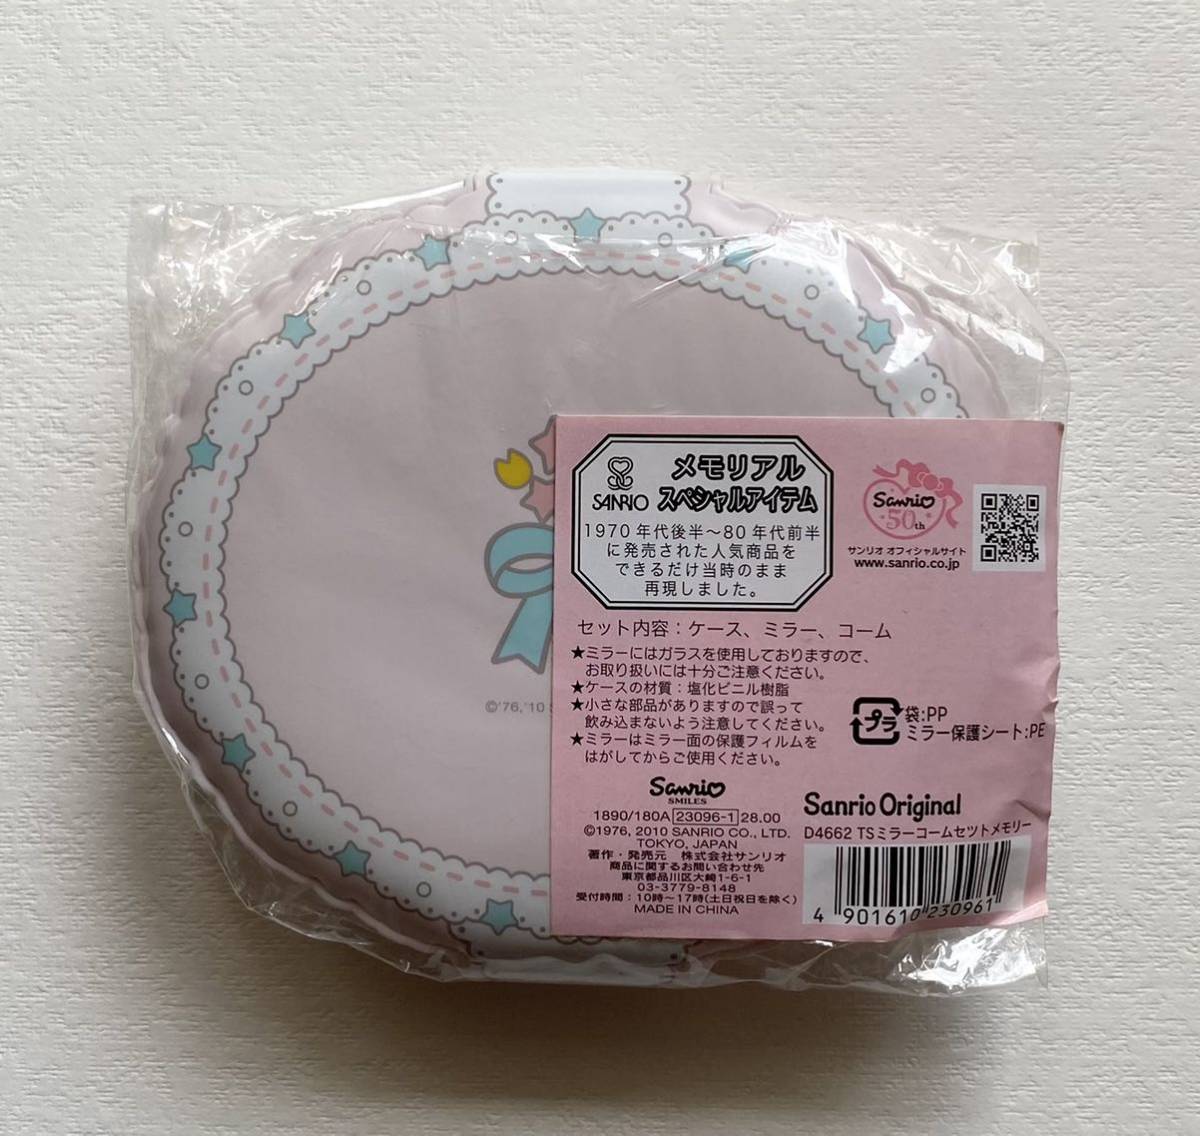 SANRIO
メモリアル
スペシャルアイテム
1970年代後半～80年代前半
に発売された人気商品を
できるだけ当時のまま
再現しました。
Sanrio
50th
サンリオ オフィシャルサイト
www.sanrio.co.jp
セット内容：ケース、ミラー、コーム
★ミラーにはガラスを使用しておりますので、
お取り扱いには十分ご注意ください。
★ケースの材質：塩化ビニル樹脂
★小さな部品がありますので誤って
飲み込まないよう注意してください。
★ミラーはミラー面の保護フィルムを
はがしてからご使用ください。
プラ
袋:PP
ミラー保護シート:PE
©'76,'10 S
Sanrio
SMILES
1890/180A 23096-1 28.00
©1976, 2010 SANRIO CO., LTD.
TOKYO, JAPAN
著作・発売元 株式会社サンリオ
商品に関するお問い合わせ先
東京都品川区大崎1-6-1
03-3779-8148
受付時間：10時～17時(土日祝日を除く)
MADE IN CHINA
Sanrio Original
D4662 TSミラーコームセットメモリー
4 901610 230961